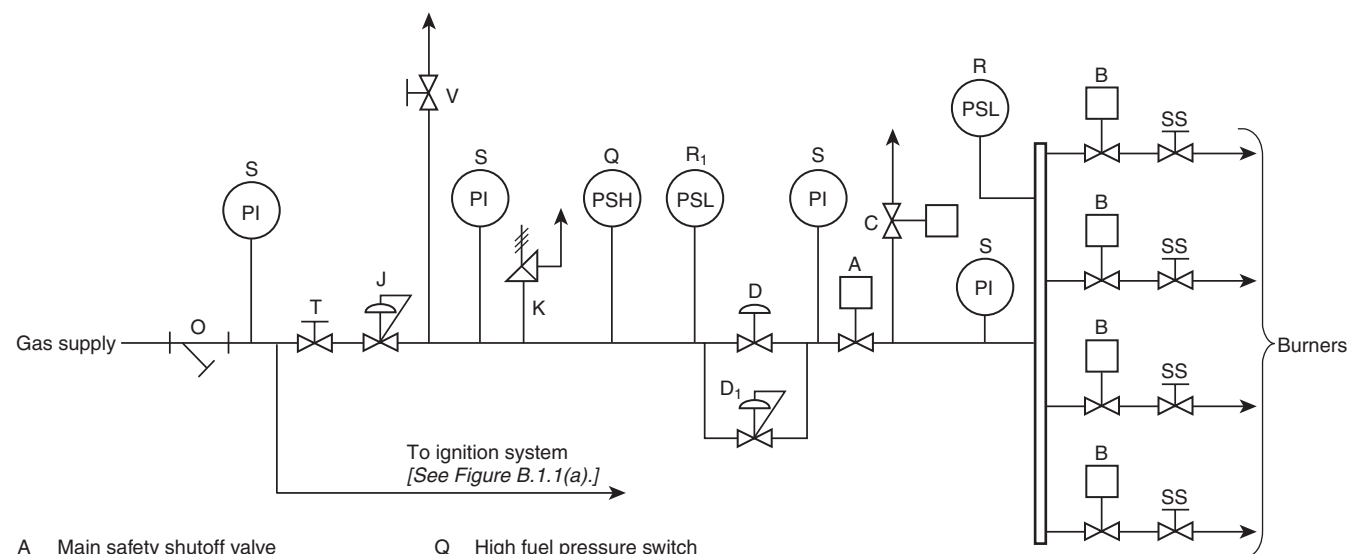 R
B
SS
PSL
V
S
S
Q
R₁
S
B
PI
PI
PSH
PSL
PI
C
SS
S
T
J
K
D
A
PI
O
Gas supply
Burners
B
SS
D₁
To ignition system
[See Figure B.1.1(a).]
B
SS
A Main safety shutoff valve
Q High fuel pressure switch